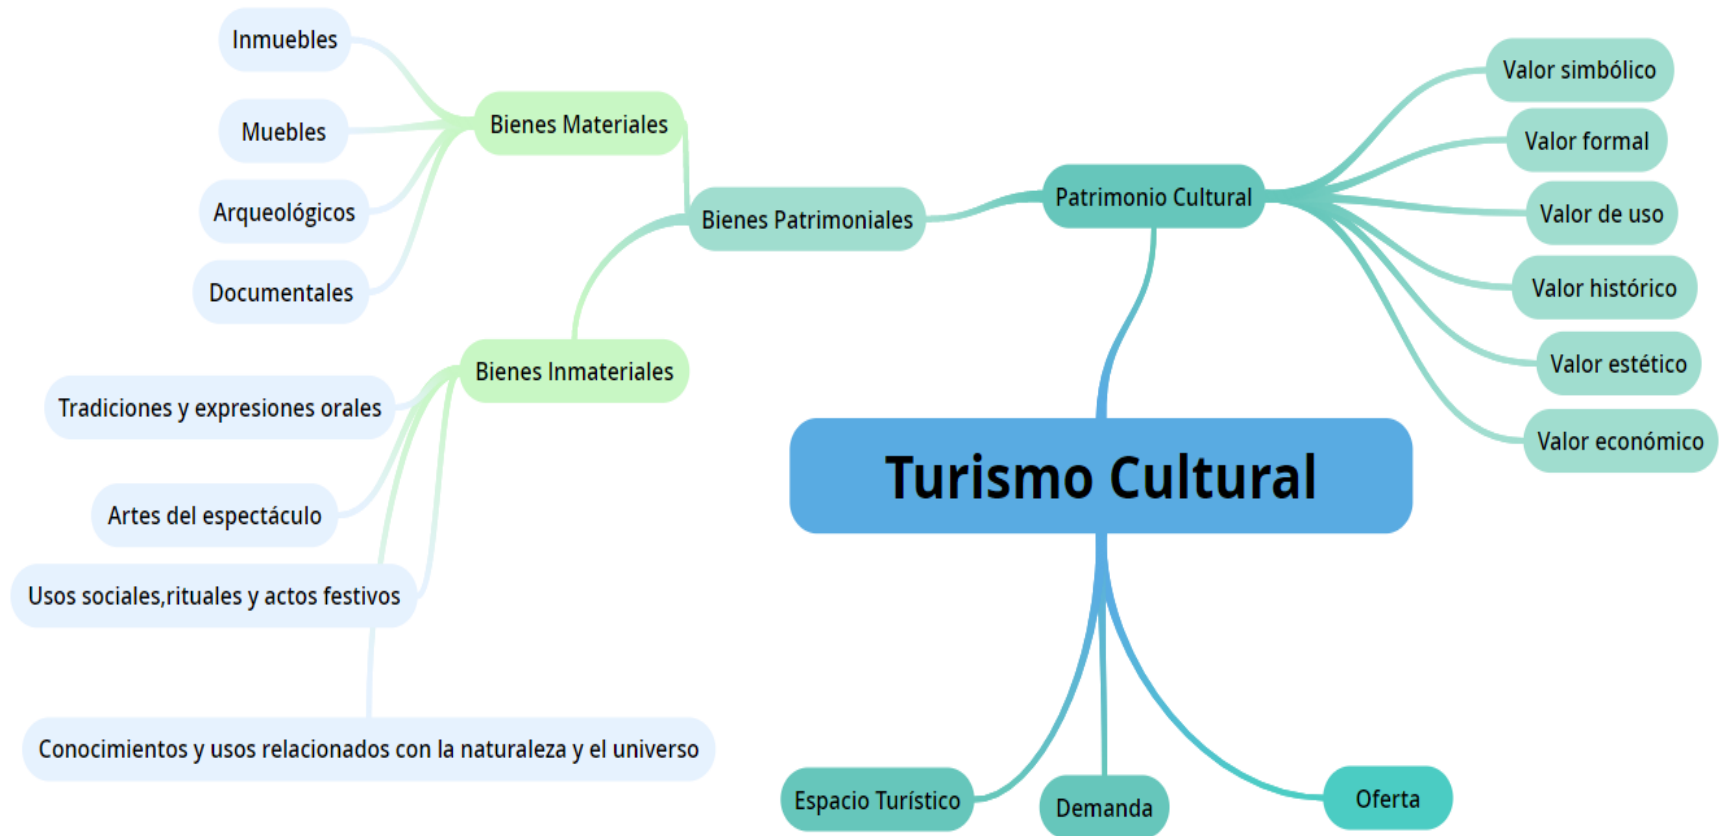 Inmuebles
Muebles
Arqueológicos
Documentales
Bienes Materiales
Bienes Patrimoniales
Bienes Inmateriales
Tradiciones y expresiones orales
Artes del espectáculo
Usos sociales,rituales y actos festivos
Conocimientos y usos relacionados con la naturaleza y el universo
Patrimonio Cultural
Valor simbólico
Valor formal
Valor de uso
Valor histórico
Valor estético
Valor económico
Turismo Cultural
Espacio Turístico
Demanda
Oferta